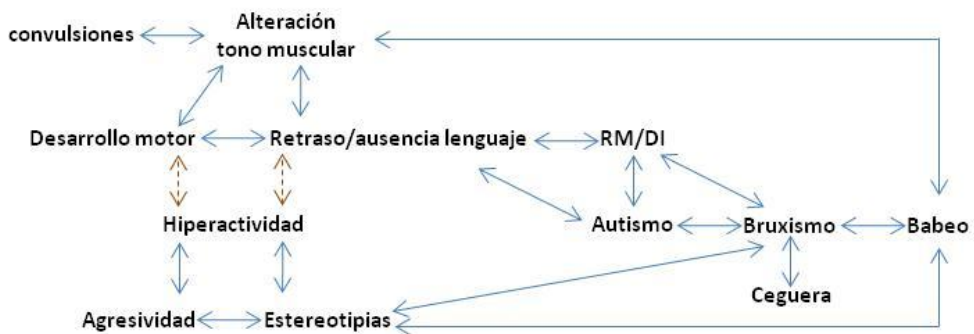 convulsiones
Alteración
tono muscular
Desarrollo motor
Retraso/ausencia lenguaje
RM/DI
Hiperactividad
Autismo
Bruxismo
Babeo
Ceguera
Agresividad
Estereotipias